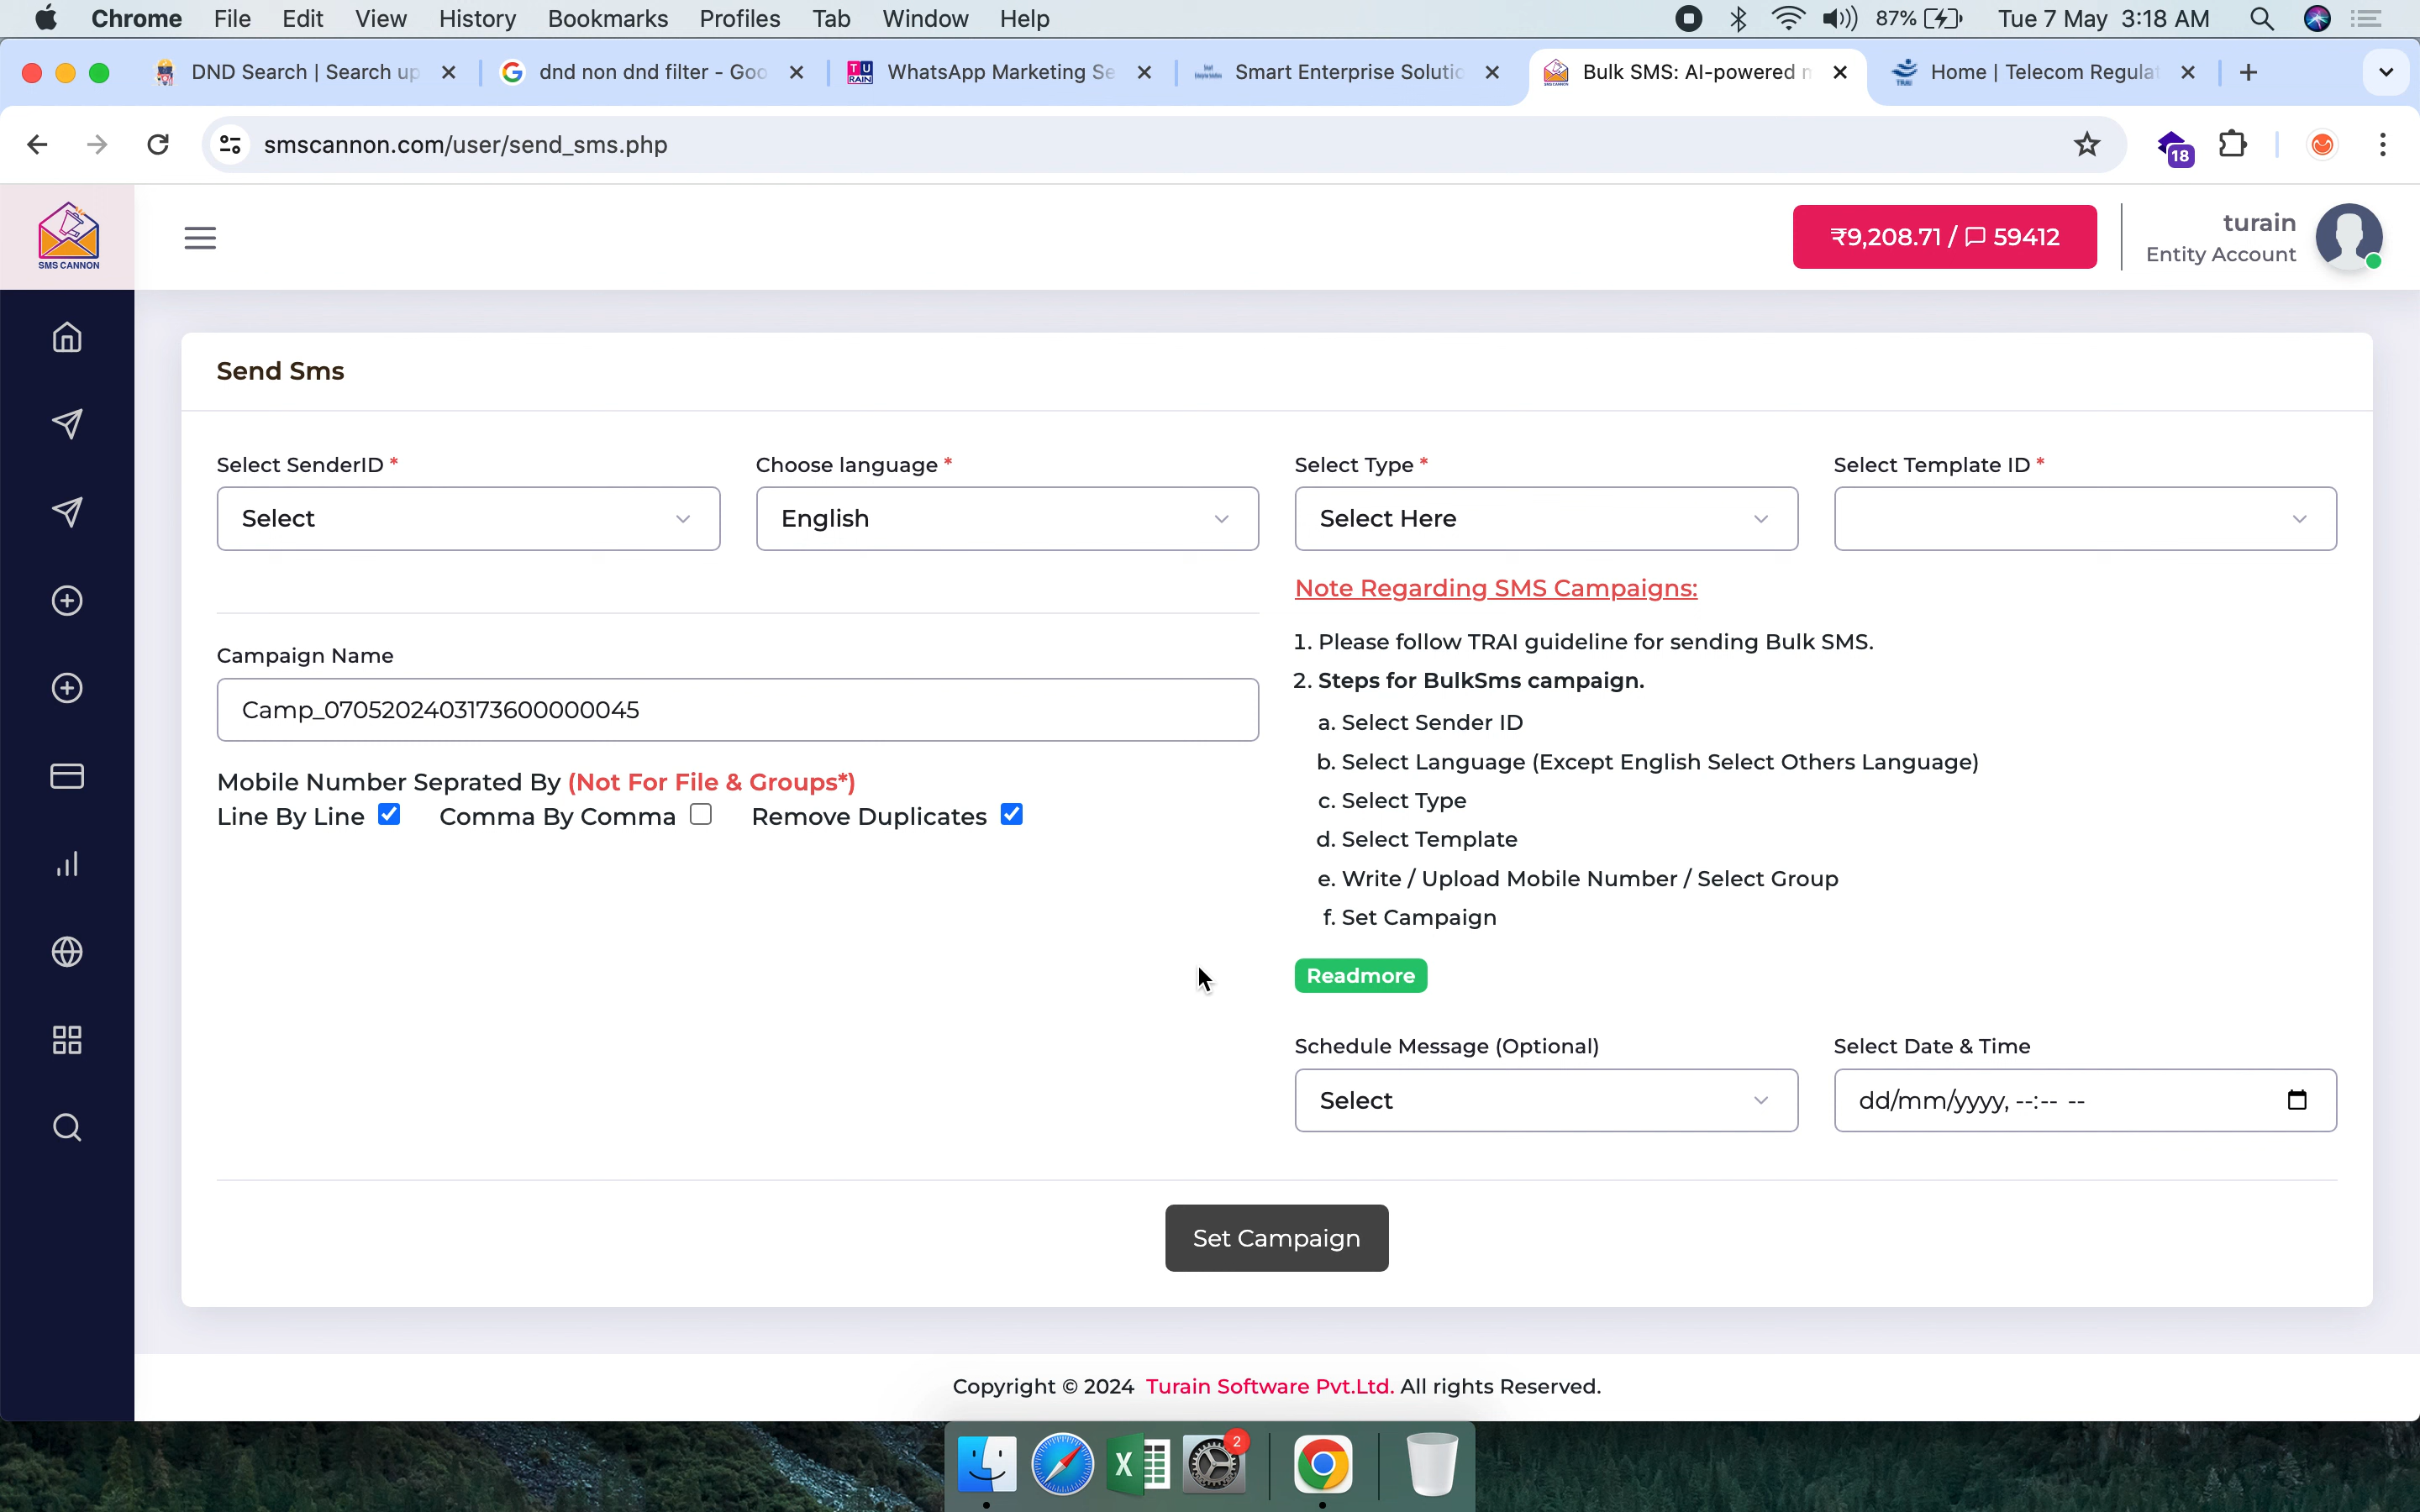 Chrome File Edit View History Bookmarks Profiles Tab Window Help 87% Tue 7 May 3:18 AM
DND Search | Search up dnd non dnd filter - Goo TU RAIN WhatsApp Marketing Se Smart Enterprise Solutio Bulk SMS: AI-powered m Home | Telecom Regulat
smscannon.com/user/send_sms.php 18
SMS CANNON
₹9,208.71 / 59412
turain
Entity Account
Send Sms
Select SenderID * Choose language * Select Type * Select Template ID *
Select English Select Here
Note Regarding SMS Campaigns:
1. Please follow TRAI guideline for sending Bulk SMS.
2. Steps for BulkSms campaign.
a. Select Sender ID
b. Select Language (Except English Select Others Language)
c. Select Type
d. Select Template
e. Write / Upload Mobile Number / Select Group
f. Set Campaign
Readmore
Campaign Name
Camp_0705202403173600000045
Mobile Number Seprated By (Not For File & Groups*)
Line By Line Comma By Comma Remove Duplicates
Schedule Message (Optional) Select Date & Time
Select dd/mm/yyyy, --:-- --
Set Campaign
Copyright © 2024 Turain Software Pvt.Ltd. All rights Reserved.
2